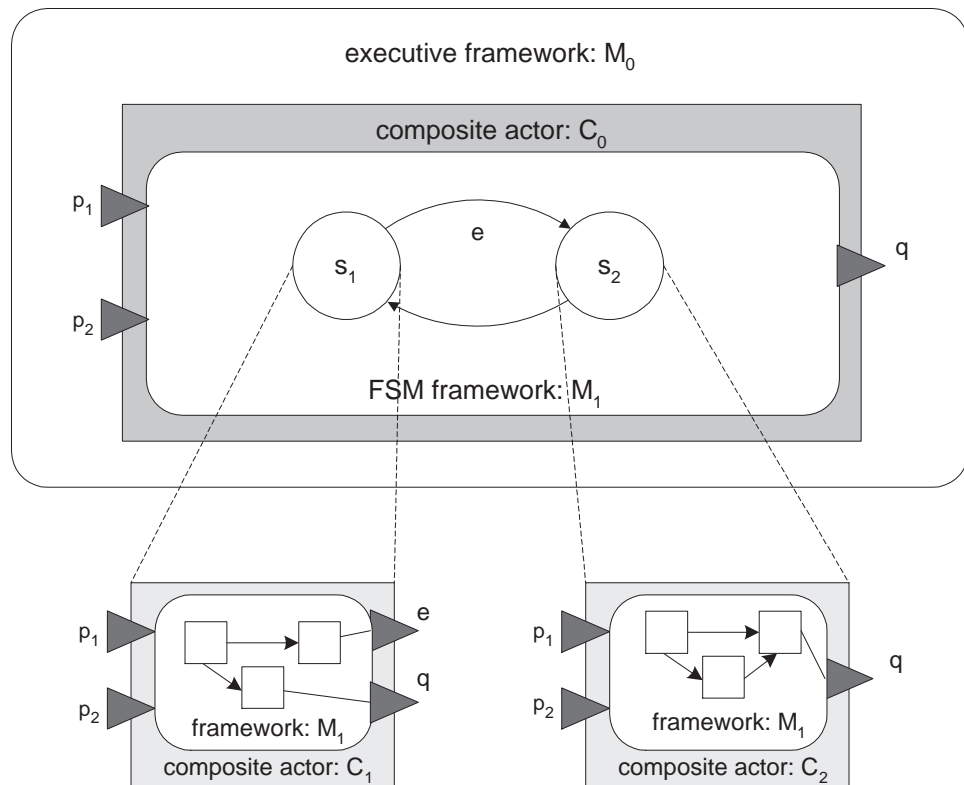 executive framework: M₀
composite actor: C₀
p₁
e
q
s₁
s₂
p₂
FSM framework: M₁
p₁
e
p₁
q
q
p₂
p₂
framework: M₁
framework: M₁
composite actor: C₁
composite actor: C₂